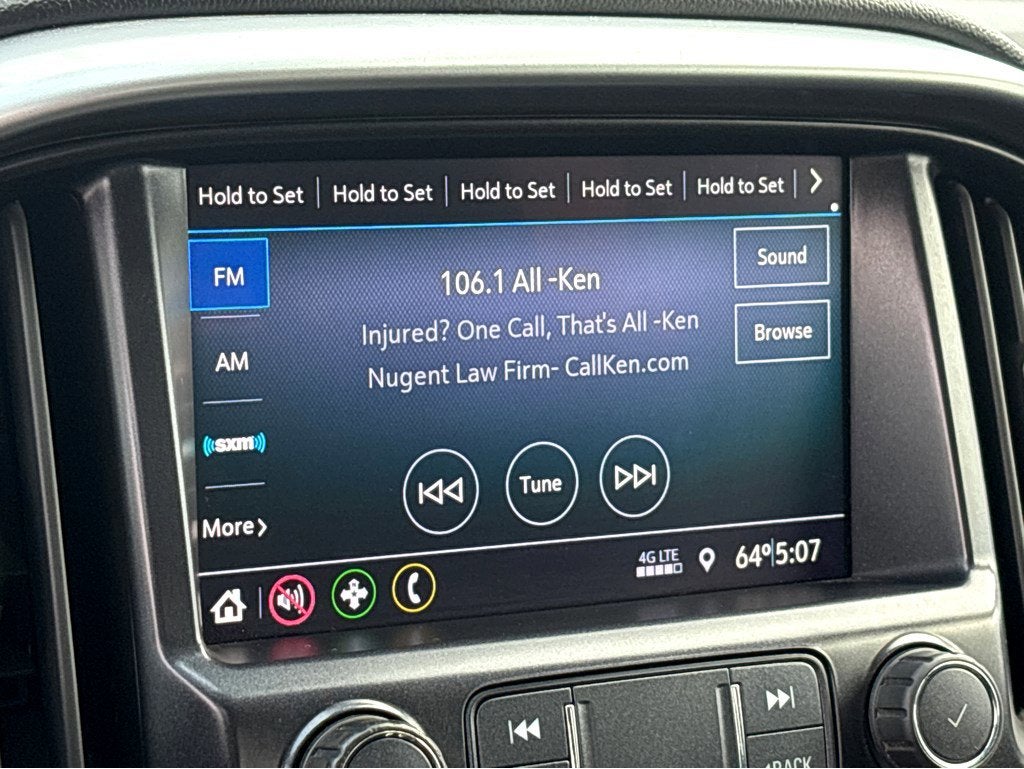 Hold to Set Hold to Set Hold to Set Hold to Set Hold to Set
FM
106.1 All -Ken
Sound
Injured? One Call, That's All -Ken
Browse
AM
Nugent Law Firm- CallKen.com
sxm
Tune
More
4G LTE
64° 5:07
BACK